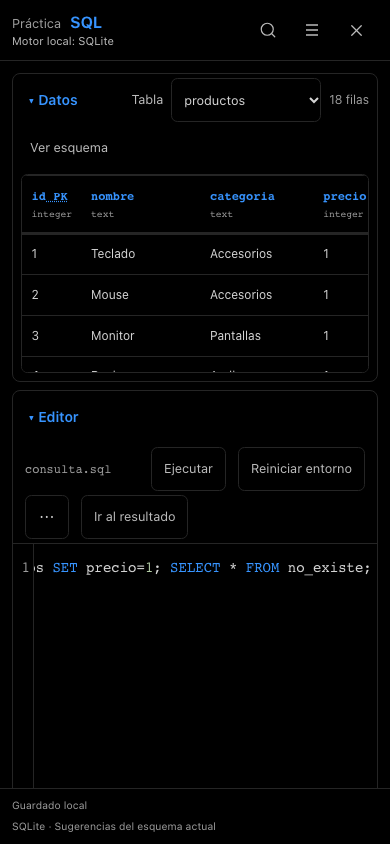 Práctica SQL
Motor local: SQLite
▾ Datos Tabla productos 18 filas
Ver esquema
id PK nombre categoria precio
integer text text integer
1 Teclado Accesorios 1
2 Mouse Accesorios 1
3 Monitor Pantallas 1
▾ Editor
consulta.sql Ejecutar Reiniciar entorno
... Ir al resultado
1 s SET precio=1; SELECT * FROM no_existe;
Guardado local
SQLite · Sugerencias del esquema actual